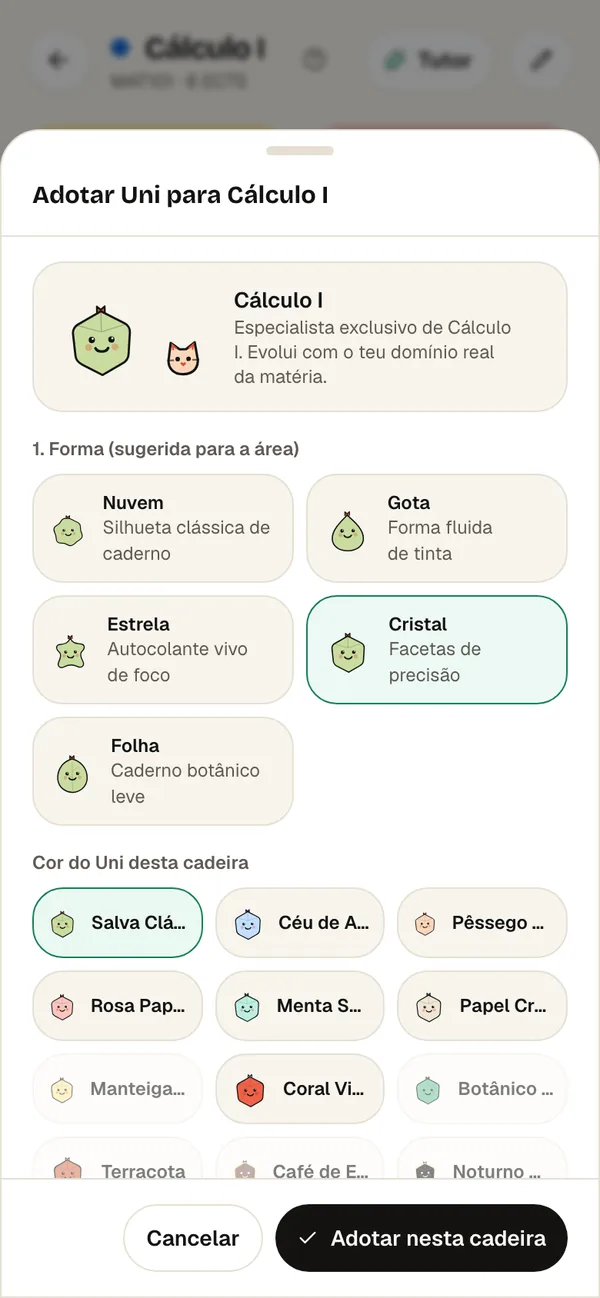 Cálculo I
Tutor
Adotar Uni para Cálculo I
Cálculo I
Especialista exclusivo de Cálculo
I. Evolui com o teu domínio real
da matéria.
1. Forma (sugerida para a área)
Nuvem
Silhueta clássica de
caderno
Gota
Forma fluida
de tinta
Estrela
Autocolante vivo
de foco
Cristal
Facetas de
precisão
Folha
Caderno botânico
leve
Cor do Uni desta cadeira
Salva Clá...
Céu de A...
Pêssego ...
Rosa Pap...
Menta S...
Papel Cr...
Manteiga...
Coral Vi...
Botânico ...
Terracota
Café de E...
Noturno ...
Cancelar
Adotar nesta cadeira